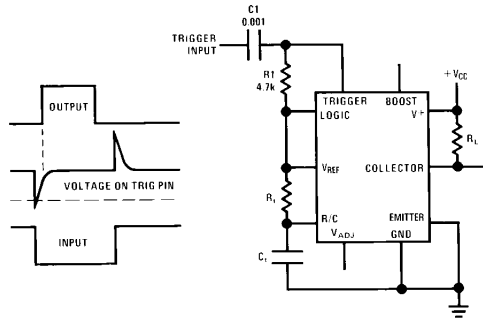 C1
0.001
TRIGGER
INPUT
R1
4.7k
TRIGGER
LOGIC
BOOST
V+
+VCC
RL
VREF
COLLECTOR
Rt
R/C
EMITTER
GND
VADJ
Ct
OUTPUT
VOLTAGE ON TRIG PIN
INPUT